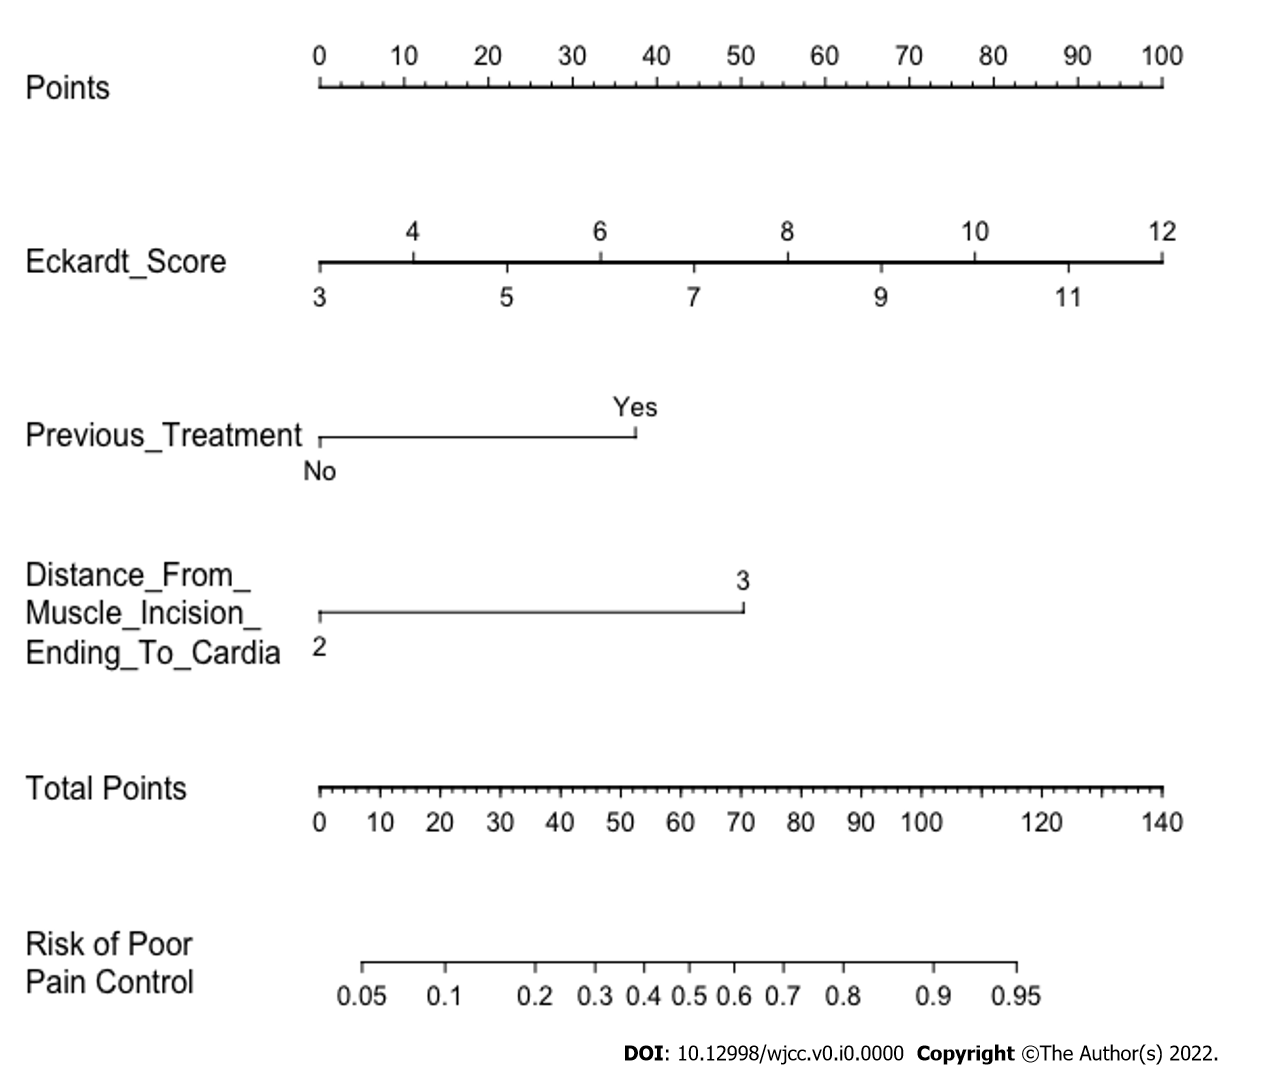 0 10 20 30 40 50 60 70 80 90 100
Points
4 6 8 10 12
Eckardt_Score
3 5 7 9 11
Yes
Previous_Treatment
No
Distance_From_
3
Muscle_Incision_
Ending_To_Cardia
2
Total Points
0 10 20 30 40 50 60 70 80 90 100 120 140
Risk of Poor
Pain Control
0.05 0.1 0.2 0.3 0.4 0.5 0.6 0.7 0.8 0.9 0.95
DOI: 10.12998/wjcc.v0.i0.0000 Copyright ©The Author(s) 2022.